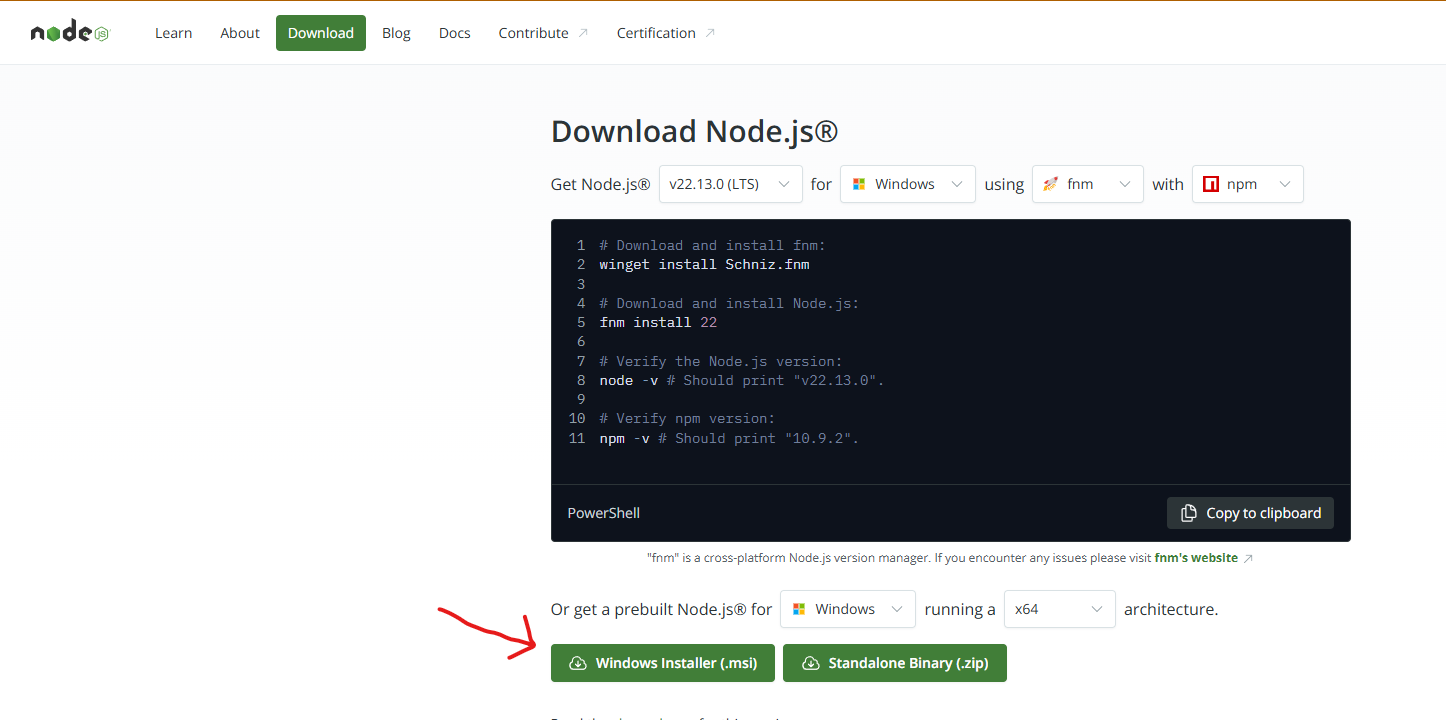 node js Learn About Download Blog Docs Contribute Certification
Download Node.js®
Get Node.js® v22.13.0 (LTS) for Windows using fnm with npm
1 # Download and install fnm:
2 winget install Schniz.fnm
3
4 # Download and install Node.js:
5 fnm install 22
6
7 # Verify the Node.js version:
8 node -v # Should print "v22.13.0".
9
10 # Verify npm version:
11 npm -v # Should print "10.9.2".
PowerShell Copy to clipboard
"fnm" is a cross-platform Node.js version manager. If you encounter any issues please visit fnm's website
Or get a prebuilt Node.js® for Windows running a x64 architecture.
Windows Installer (.msi) Standalone Binary (.zip)